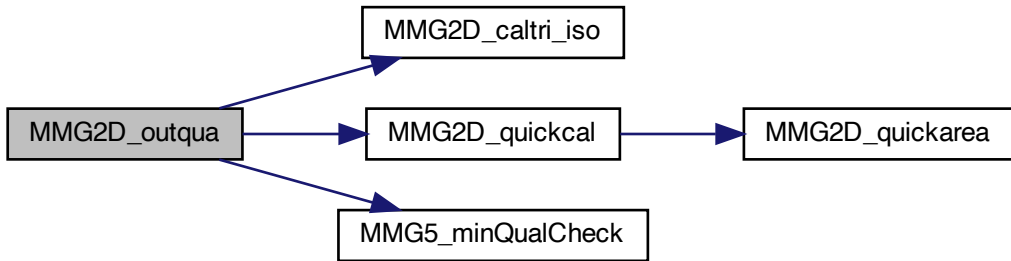 MMG2D_caltri_iso
MMG2D_outqua
MMG2D_quickcal
MMG2D_quickarea
MMG5_minQualCheck